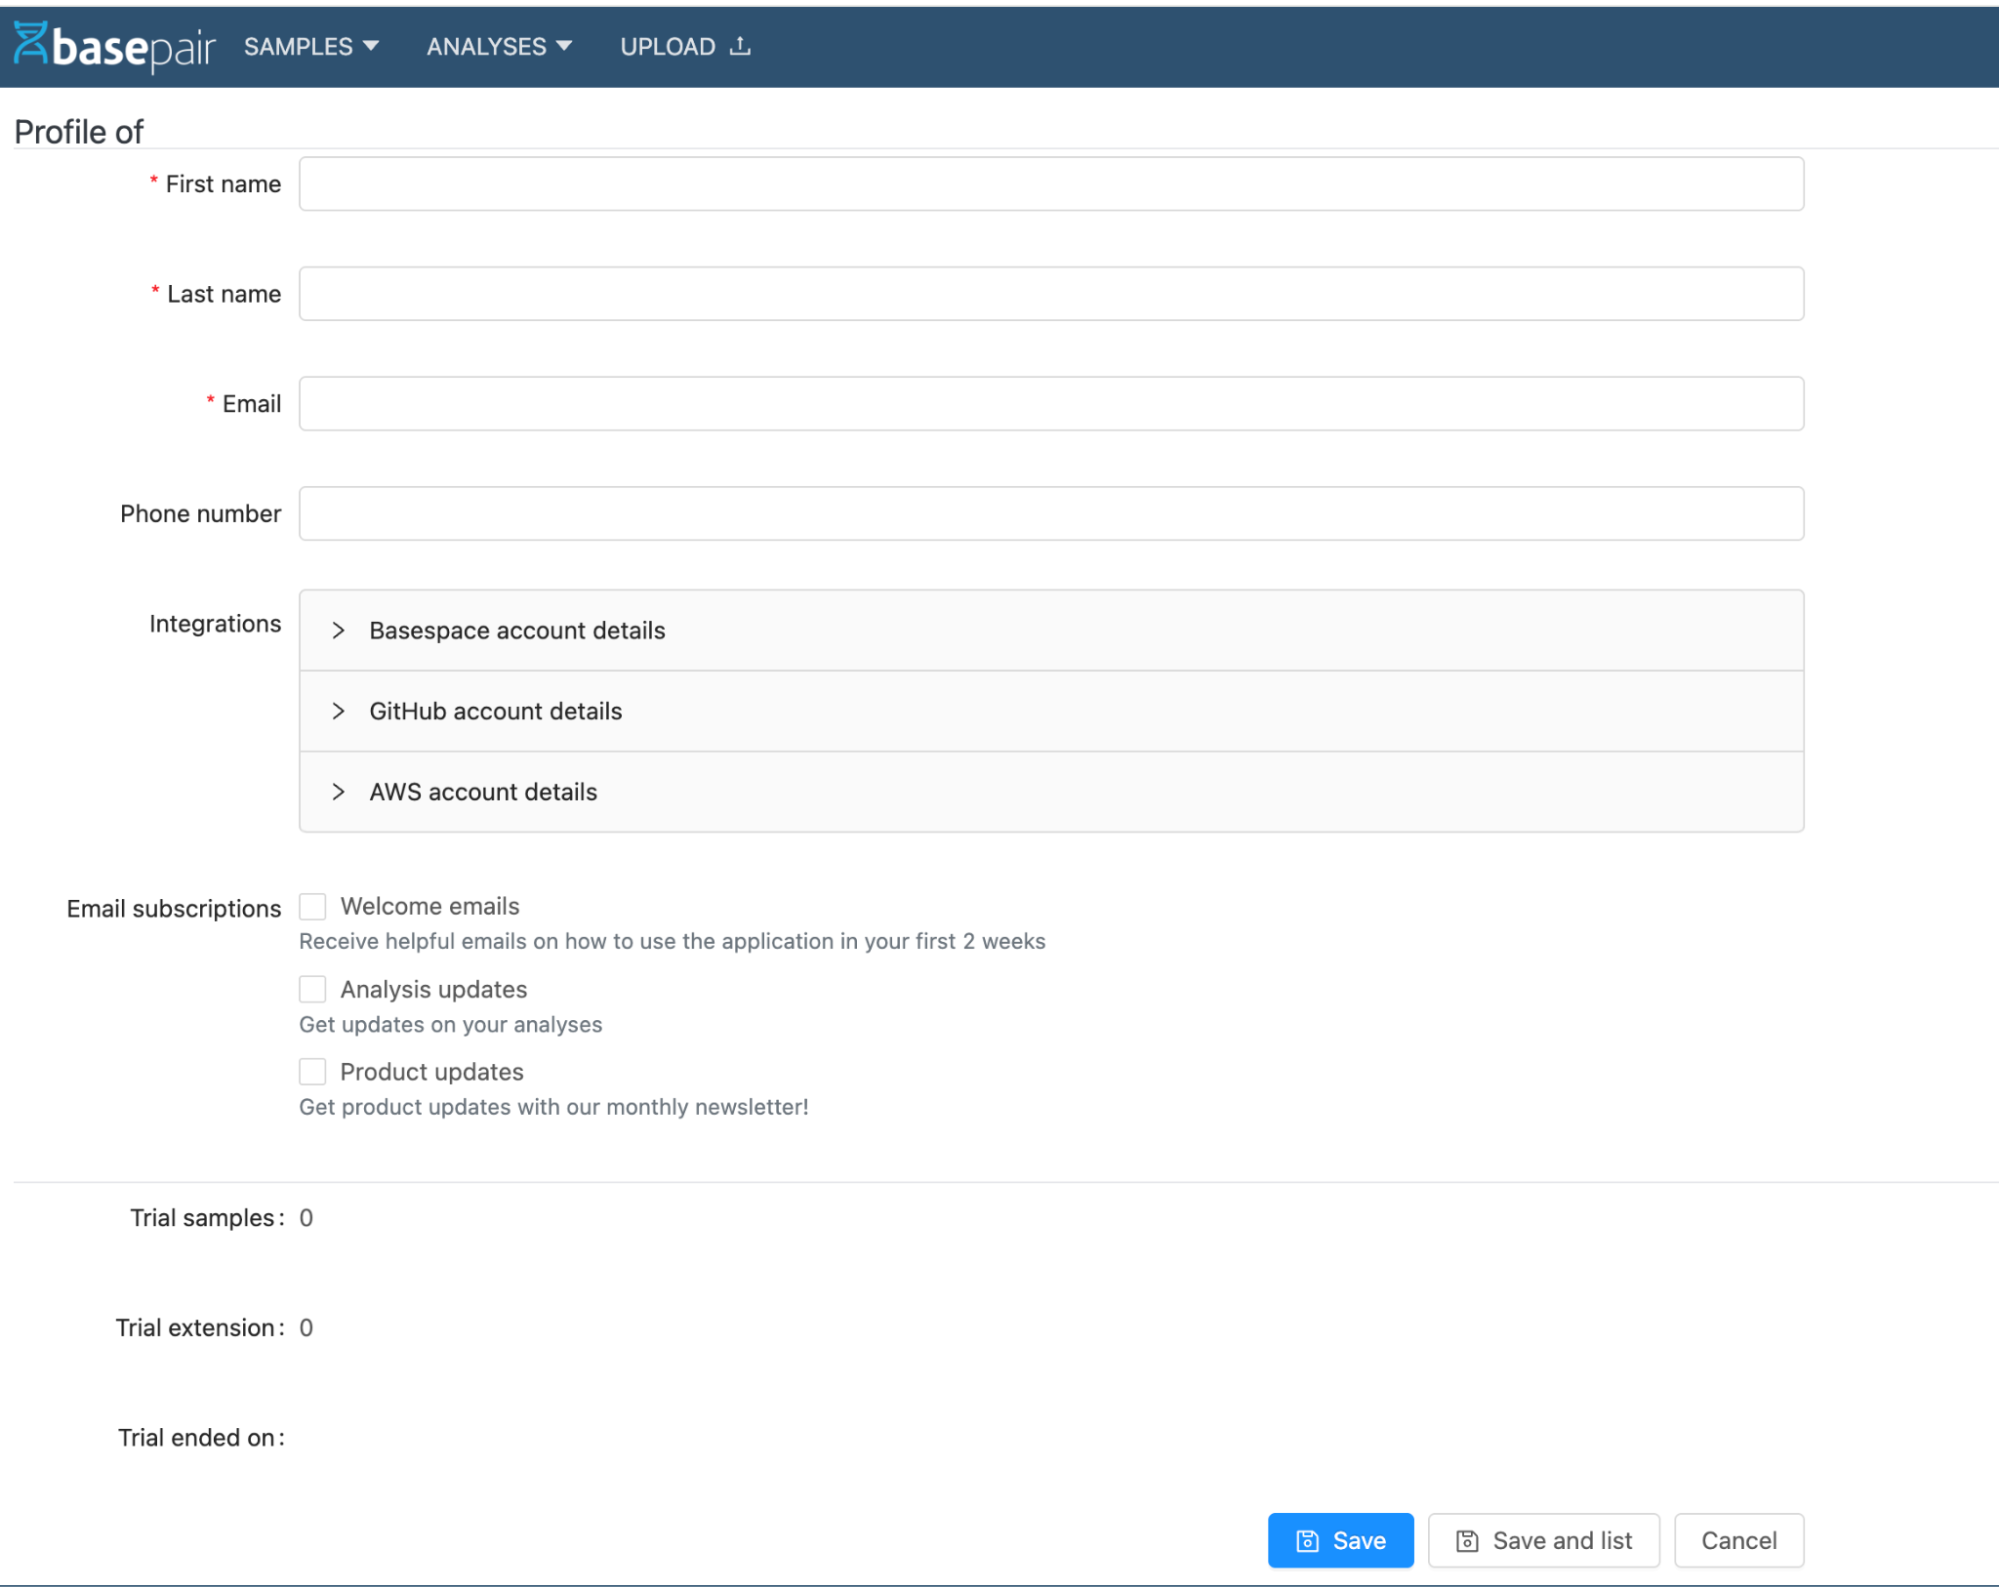 basepair SAMPLES ANALYSES UPLOAD
Profile of
* First name
* Last name
* Email
Phone number
Integrations
Basespace account details
GitHub account details
AWS account details
Email subscriptions
Welcome emails
Receive helpful emails on how to use the application in your first 2 weeks
Analysis updates
Get updates on your analyses
Product updates
Get product updates with our monthly newsletter!
Trial samples: 0
Trial extension: 0
Trial ended on:
Save Save and list Cancel